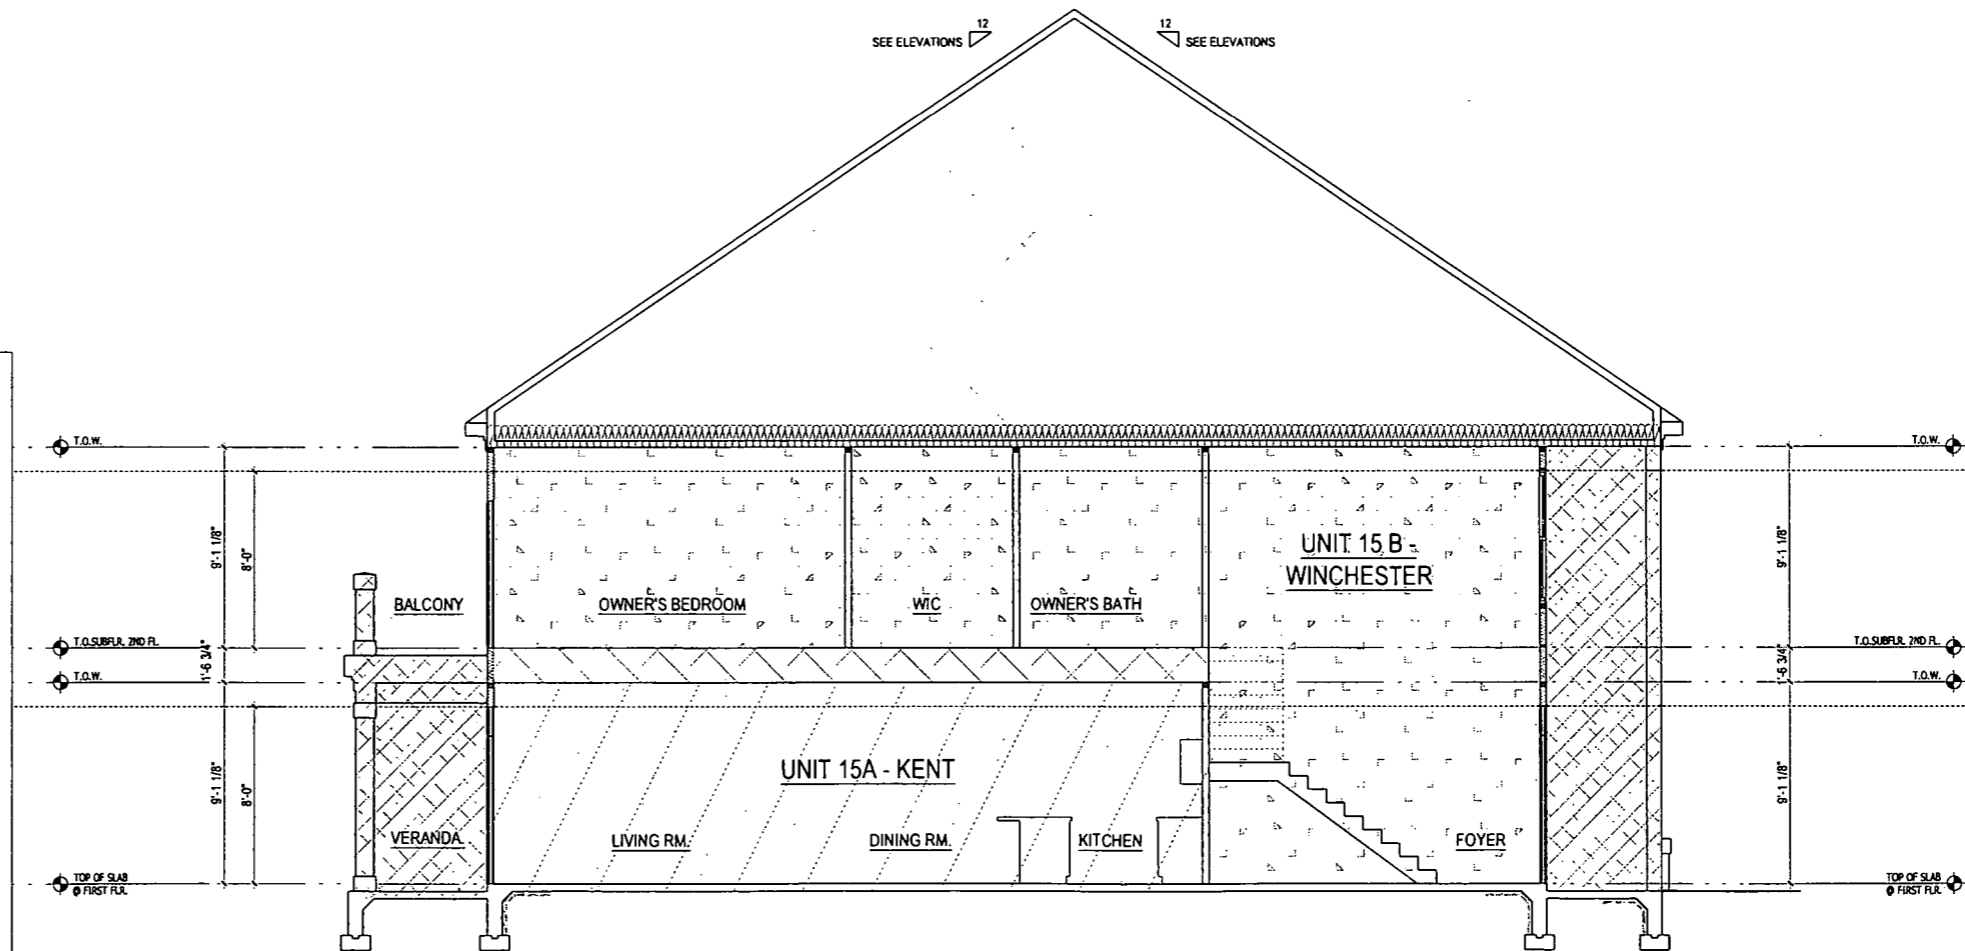 12
SEE ELEVATIONS
12
SEE ELEVATIONS
T.O.W.
T.O.W.
9'-1 1/8"
8'-0"
9'-1 1/8"
UNIT 15 B -
WINCHESTER
BALCONY
OWNER'S BEDROOM
WIC
OWNER'S BATH
T.O.SUBFLR. 2ND FL.
T.O.SUBFLR. 2ND FL.
1'-6 3/4"
1'-6 3/4"
T.O.W.
T.O.W.
9'-1 1/8"
8'-0"
UNIT 15A - KENT
9'-1 1/8"
VERANDA
LIVING RM.
DINING RM.
KITCHEN
FOYER
TOP OF SLAB
@ FIRST FLR.
TOP OF SLAB
@ FIRST FLR.